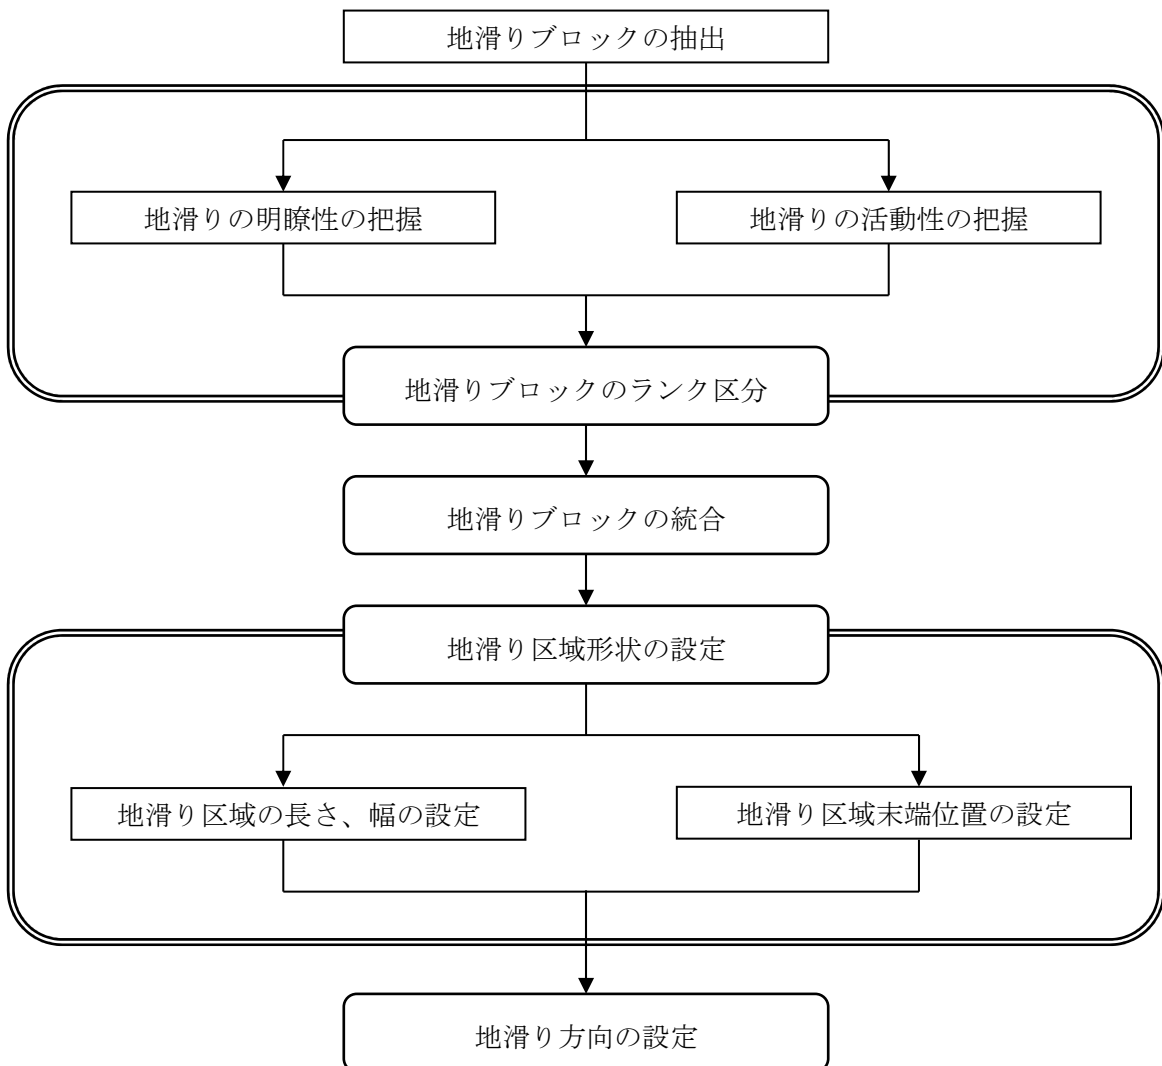 地滑りブロックの抽出
地滑りの明瞭性の把握
地滑りの活動性の把握
地滑りブロックのランク区分
地滑りブロックの統合
地滑り区域形状の設定
地滑り区域の長さ、幅の設定
地滑り区域末端位置の設定
地滑り方向の設定